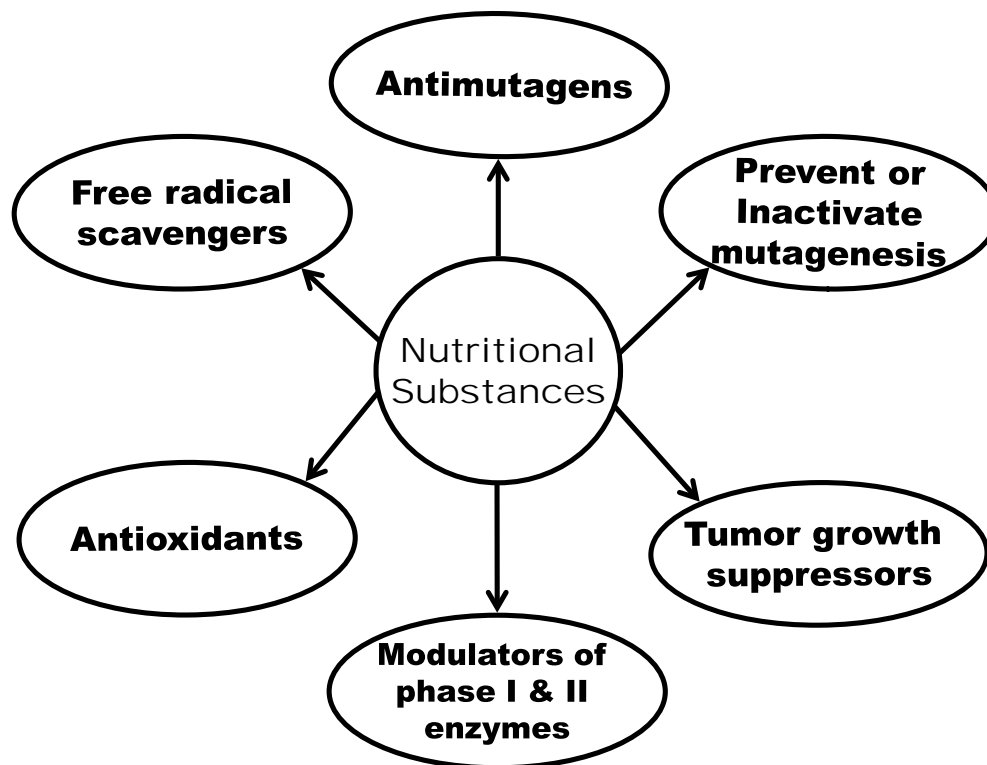 Antimutagens
Free radical
scavengers
Prevent or
Inactivate
mutagenesis
Nutritional
Substances
Antioxidants
Tumor growth
suppressors
Modulators of
phase I & II
enzymes